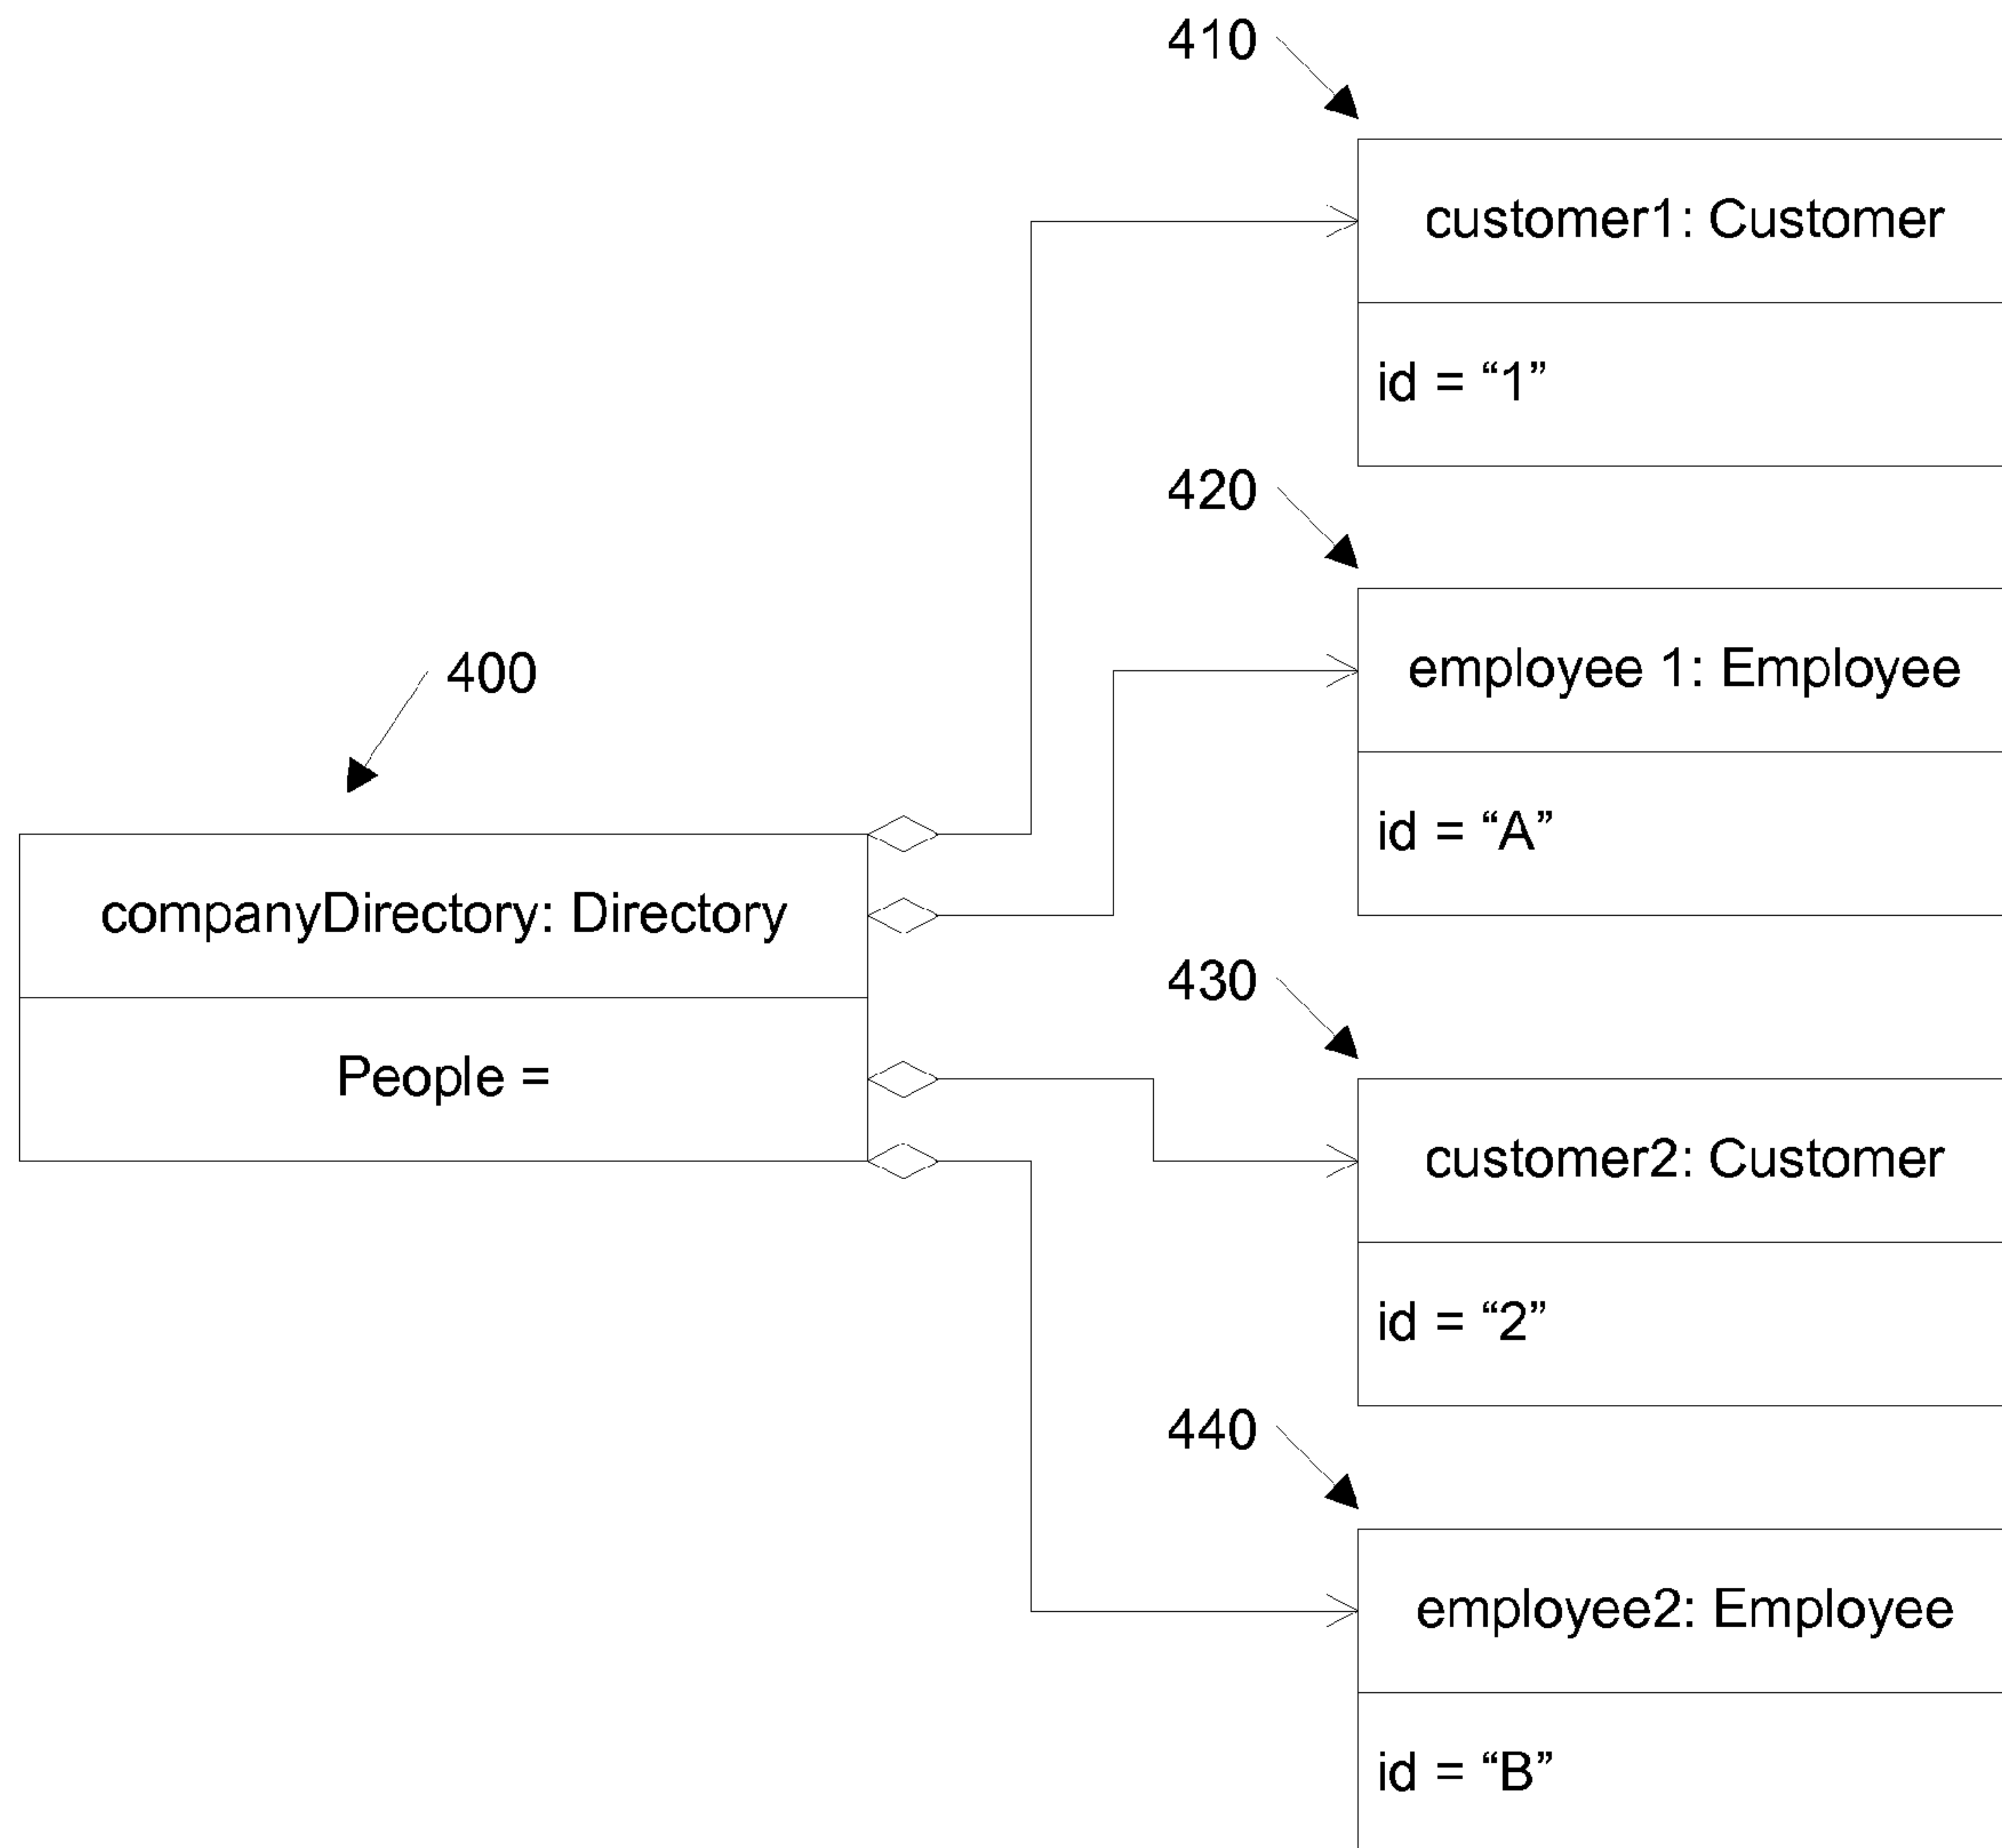 410
customer1: Customer
id = “1”
420
employee 1: Employee
id = “A”
400
companyDirectory: Directory
People =
430
customer2: Customer
id = “2”
440
employee2: Employee
id = “B”